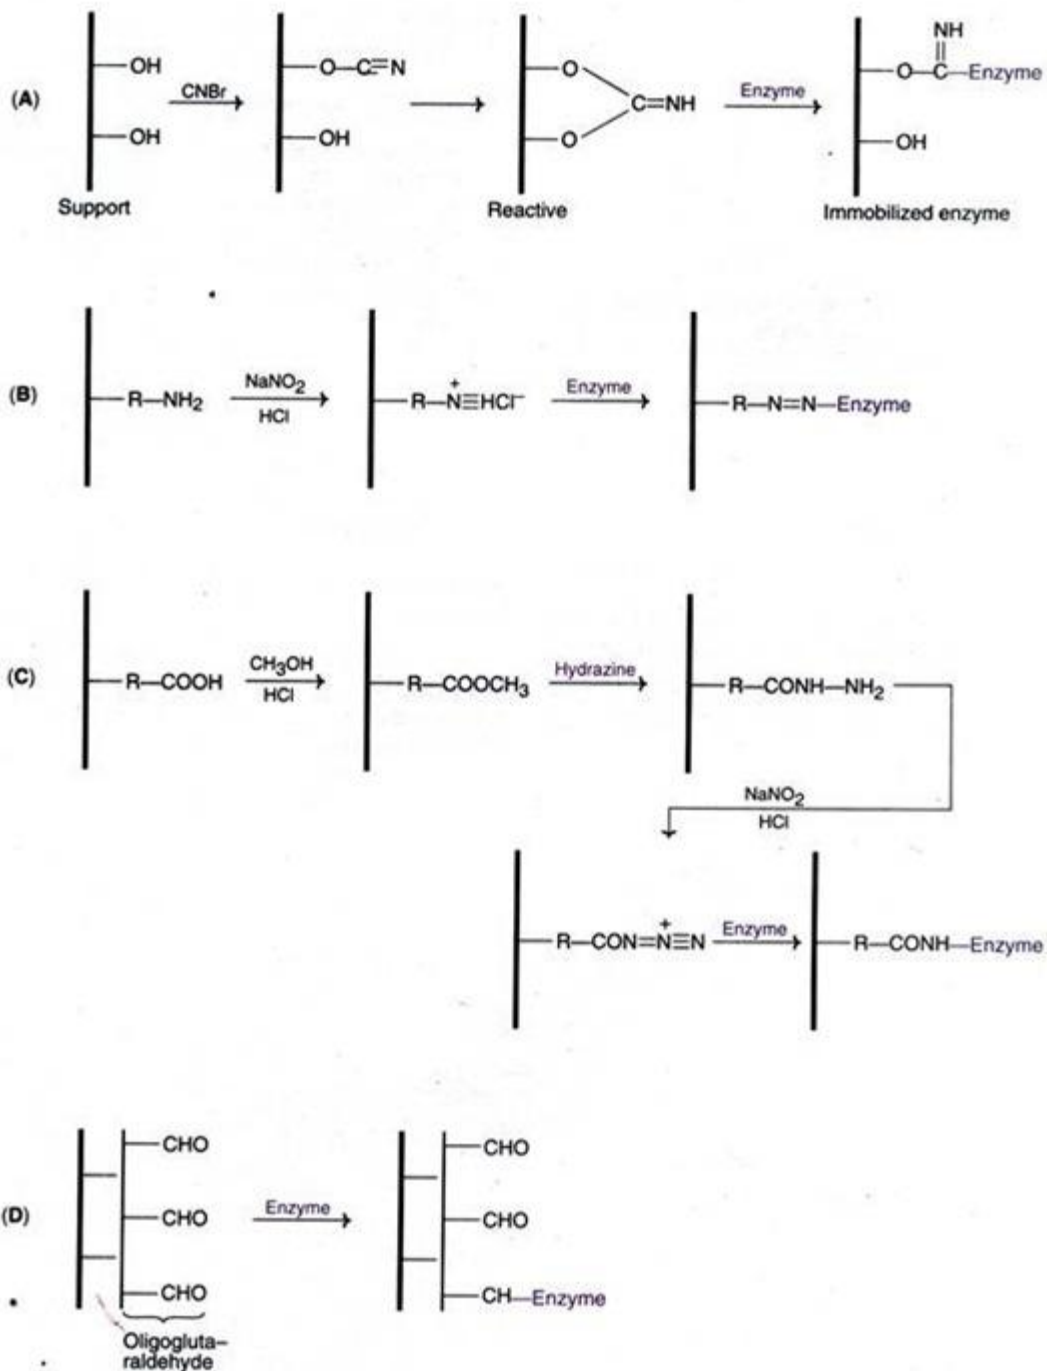 (A)
OH
OH
Support
CNBr
O—C≡N
OH
O
O
C=NH
Reactive
Enzyme
NH
O—C—Enzyme
OH
Immobilized enzyme
(B)
R—NH₂
NaNO₂
HCl
R—N⁺≡HCl⁻
Enzyme
R—N=N—Enzyme
(C)
R—COOH
CH₃OH
HCl
R—COOCH₃
Hydrazine
R—CONH—NH₂
NaNO₂
HCl
R—CON=N⁺≡N
Enzyme
R—CONH—Enzyme
(D)
CHO
CHO
CHO
Oligogluta–
raldehyde
Enzyme
CHO
CHO
CH—Enzyme